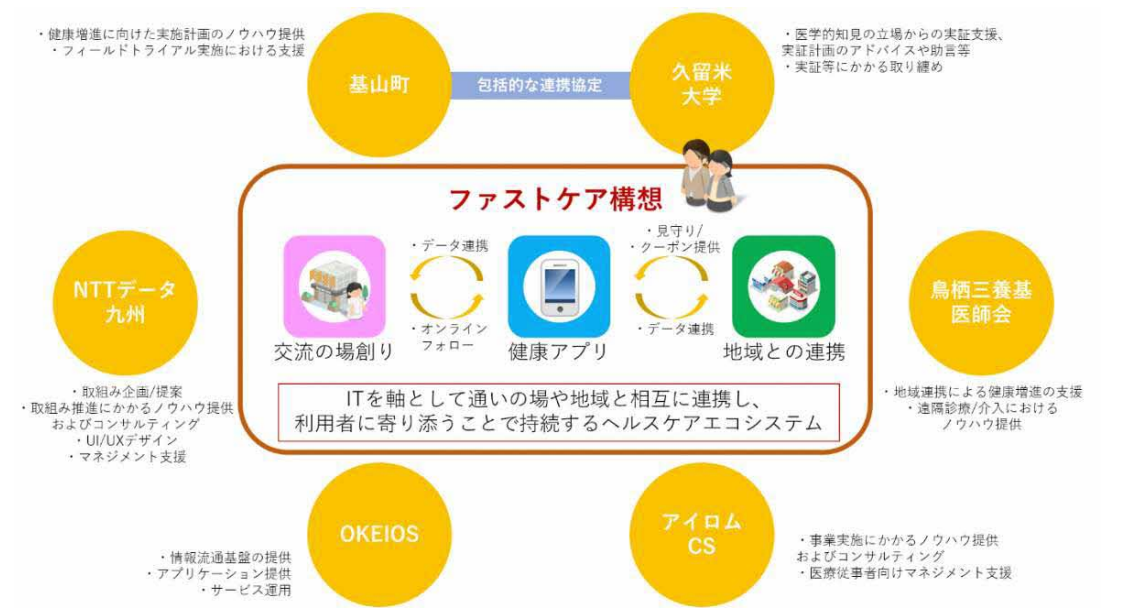 ・健康増進に向けた実施計画のノウハウ提供
・フィールドトライアル実施における支援
基山町
包括的な連携協定
久留米
大学
・医学的知見の立場からの実証支援、
実証計画のアドバイスや助言等
・実証等にかかる取り纏め
ファストケア構想
・データ連携
・オンライン
フォロー
・見守り/
・クーポン提供
・データ連携
交流の場創り
健康アプリ
地域との連携
ITを軸として通いの場や地域と相互に連携し、
利用者に寄り添うことで持続するヘルスケアエコシステム
NTTデータ
九州
・取組み企画/提案
・取組み推進にかかるノウハウ提供
およびコンサルティング
・UI/UXデザイン
・マネジメント支援
鳥栖三養基
医師会
・地域連携による健康増進の支援
・遠隔診療/介入における
ノウハウ提供
OKEIOS
・情報流通基盤の提供
・アプリケーション提供
・サービス運用
アイロム
CS
・事業実施にかかるノウハウ提供
およびコンサルティング
・医療従事者向けマネジメント支援